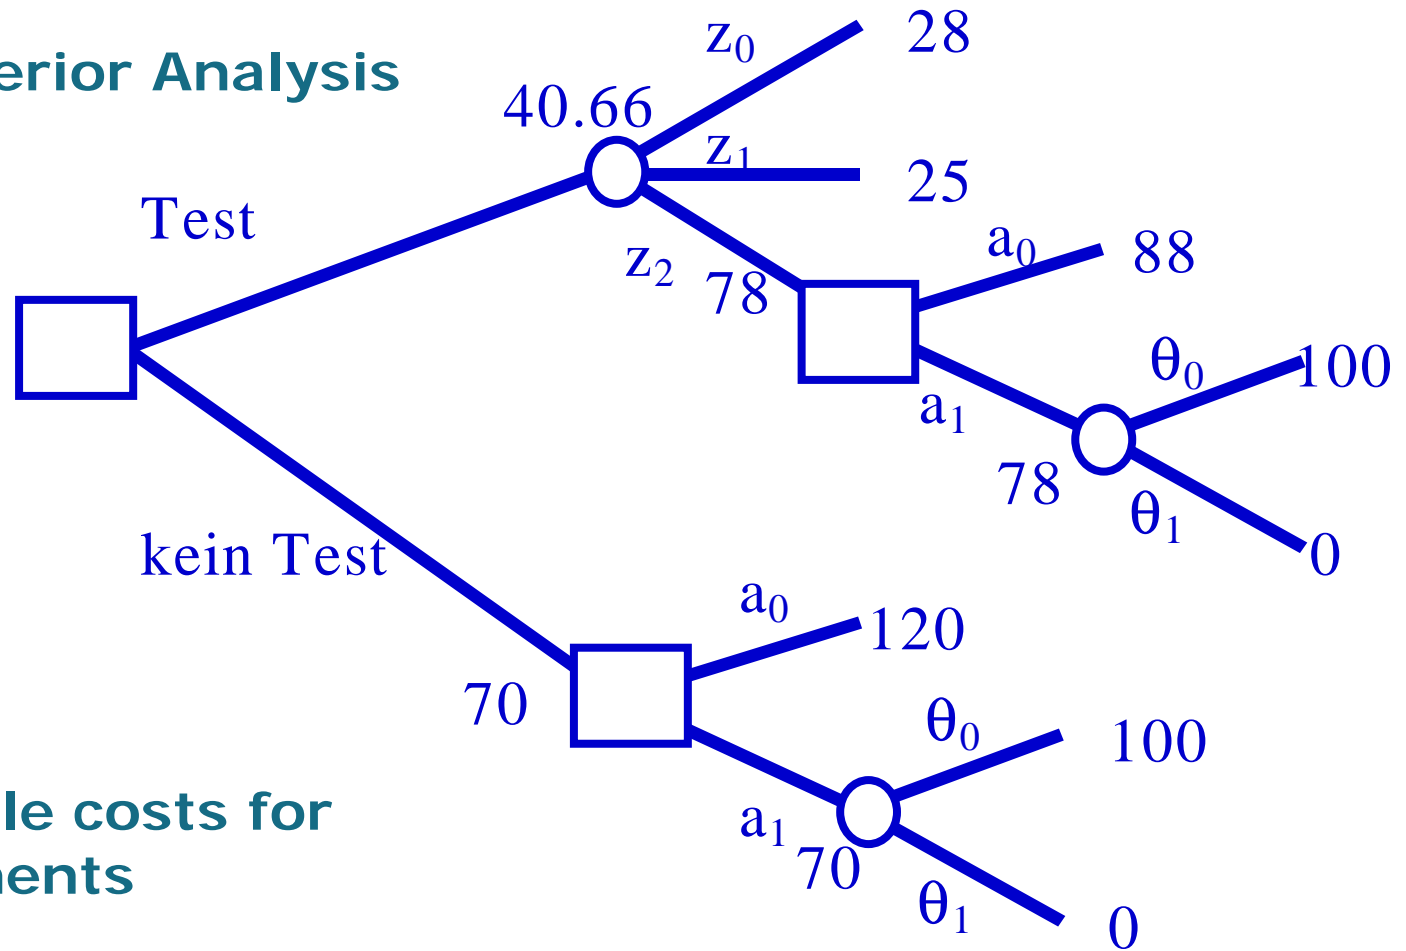 erior Analysis
z0
28
40.66
z1
25
Test
a0
88
z2
78
θ0
100
a1
78
θ1
0
kein Test
a0
120
70
θ0
100
a1
70
θ1
0
le costs for
nents